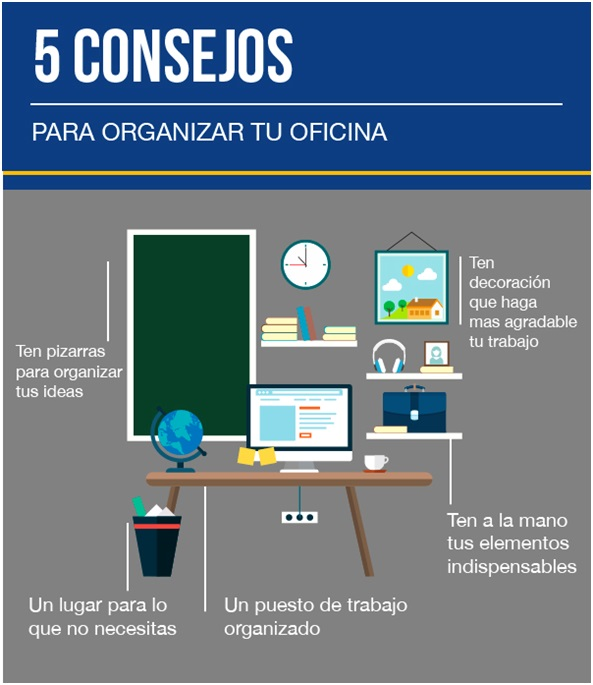 5 CONSEJOS
PARA ORGANIZAR TU OFICINA
Ten pizarras
para organizar
tus ideas
Ten
decoración
que haga
mas agradable
tu trabajo
Ten a la mano
tus elementos
indispensables
Un lugar para lo
que no necesitas
Un puesto de trabajo
organizado